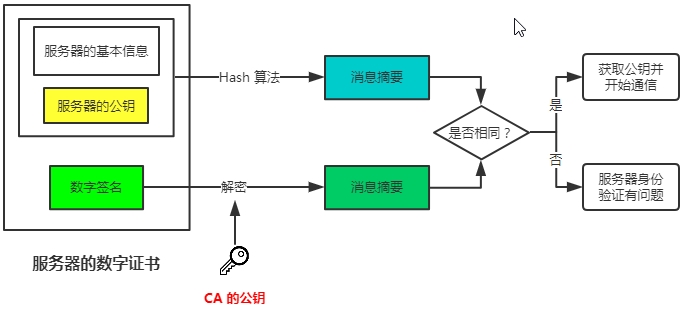 服务器的基本信息
服务器的公钥
数字签名
服务器的数字证书
Hash 算法
解密
CA 的公钥
消息摘要
消息摘要
是否相同？
是
否
获取公钥并
开始通信
服务器身份
验证有问题